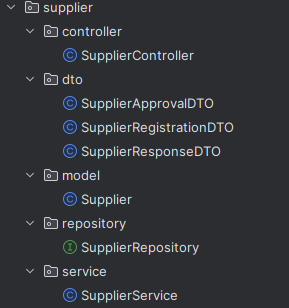 supplier
controller
SupplierController
dto
SupplierApprovalDTO
SupplierRegistrationDTO
SupplierResponseDTO
model
Supplier
repository
SupplierRepository
service
SupplierService